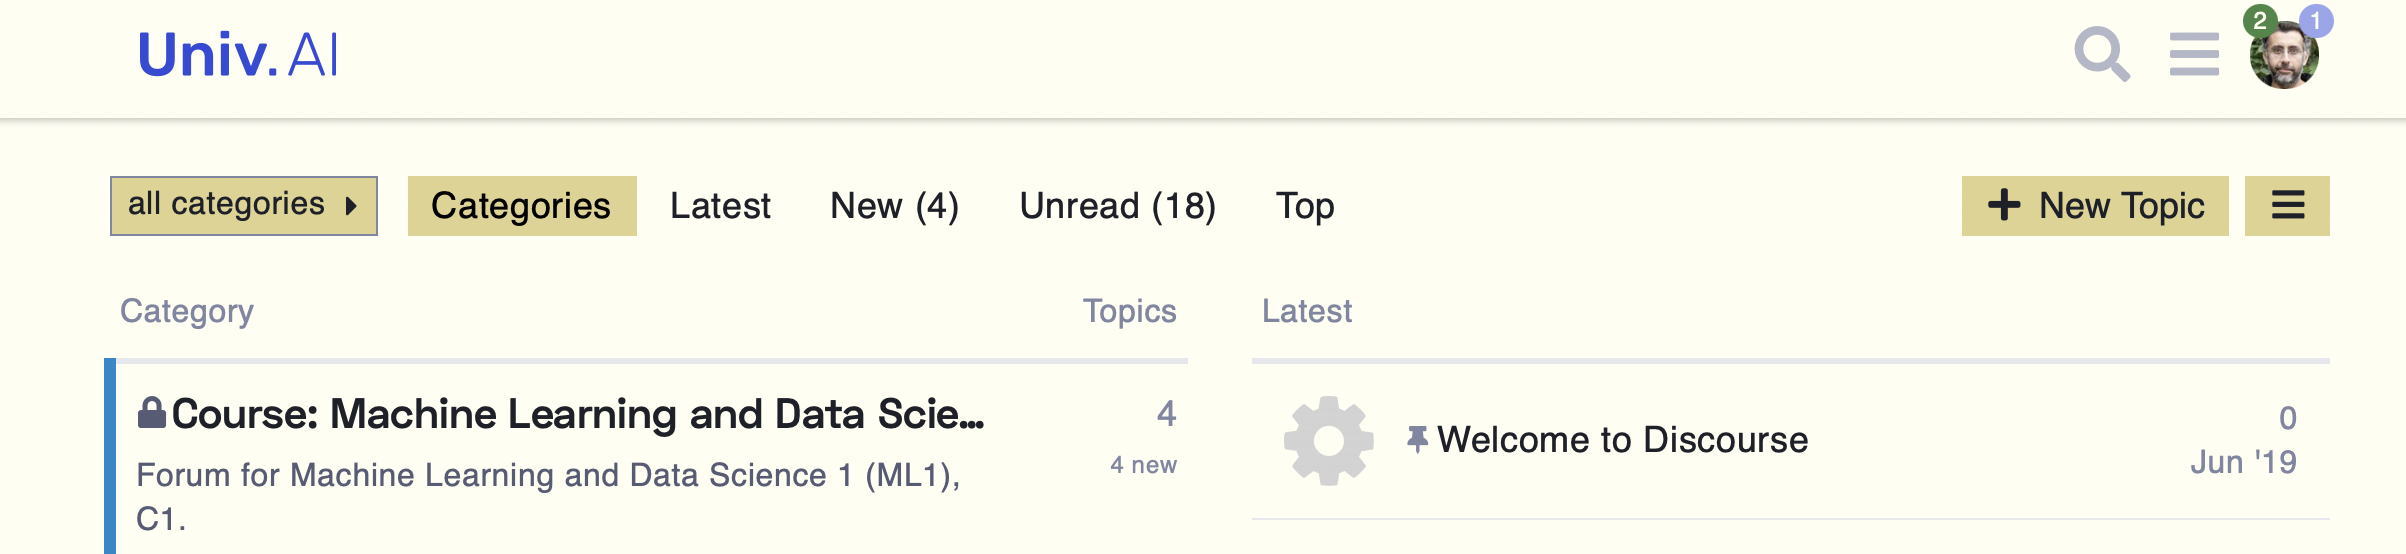 Univ.AI
2 1
all categories
Categories
Latest
New (4)
Unread (18)
Top
New Topic
Category Topics
Course: Machine Learning and Data Scie... 4
4 new
Forum for Machine Learning and Data Science 1 (ML1),
C1.
Latest
Welcome to Discourse 0
Jun '19